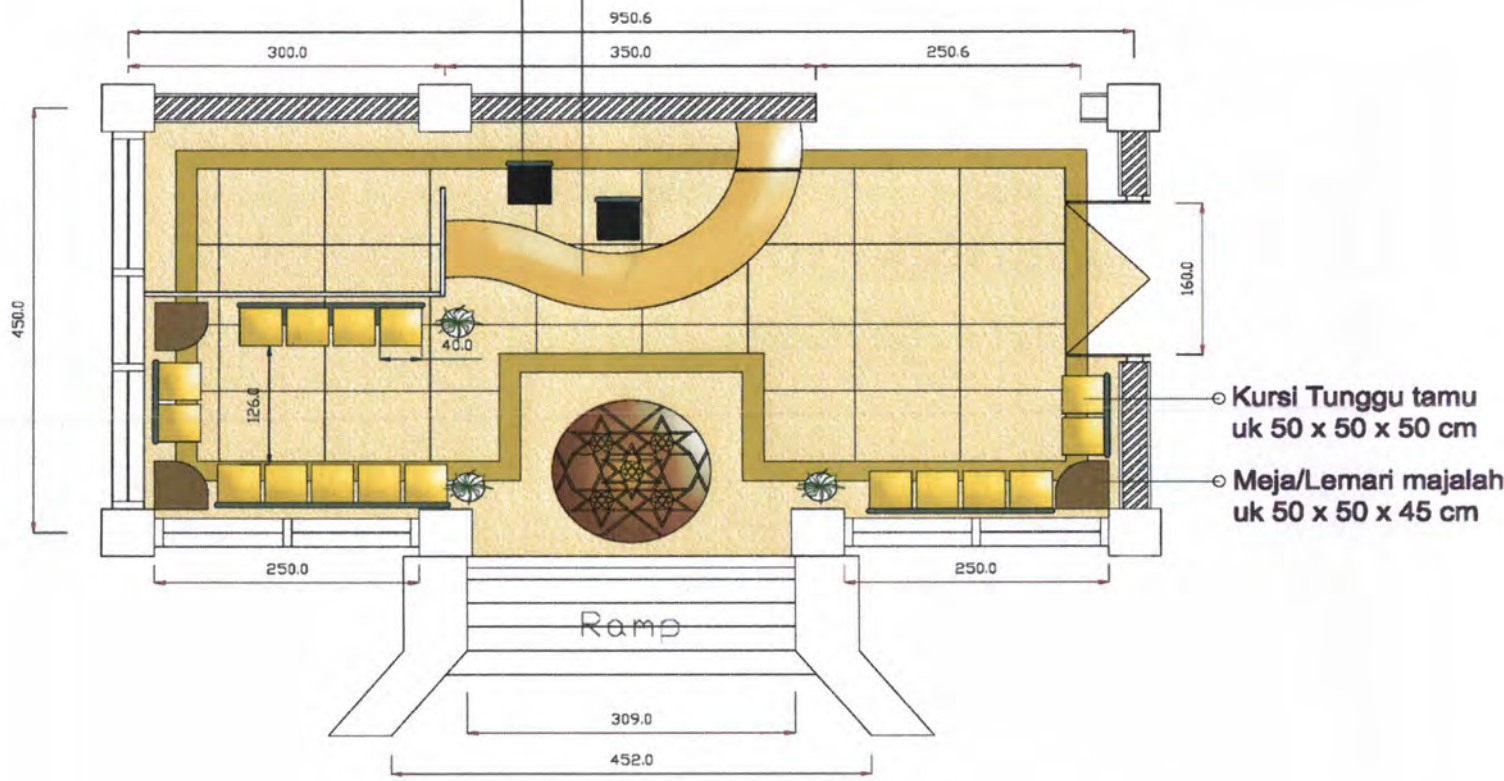 950.6
300.0
350.0
250.6
450.0
160.0
40.0
126.0
Kursi Tunggu tamu
uk 50 x 50 x 50 cm
Meja/Lemari majalah
uk 50 x 50 x 45 cm
250.0
250.0
Ramp
309.0
452.0